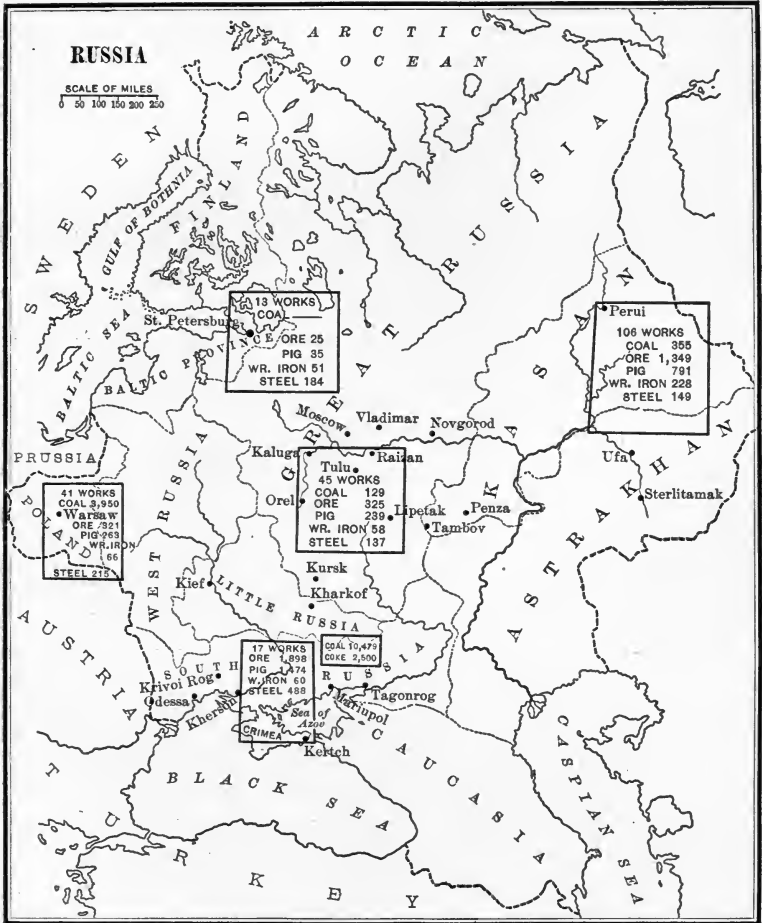 RUSSIA
SCALE OF MILES
0 50 100 150 200 250
ARCTIC
OCEAN
SWEDEN
GULF OF BOTHNIA
FINLAND
BALTIC SEA
GREAT RUSSIA
KASAN
13 WORKS
COAL
St. Petersburg
ORE 25
PIG 35
WR. IRON 51
STEEL 184
BALTIC PROVINCE
Perui
106 WORKS
COAL 355
ORE 1,349
PIG 791
WR. IRON 228
STEEL 149
Moscow
Vladimar
Novgorod
Kaluga
Raizan
Tulu
45 WORKS
COAL 129
ORE 325
PIG 239
WR. IRON 58
STEEL 137
Orel
Lipetak
Penza
Tambov
Ufa
Sterlitamak
ASTRAKHAN
PRUSSIA
POLAND
41 WORKS
COAL 3,950
Warsaw
ORE 321
PIG 263
WR. IRON
66
STEEL 215
WEST RUSSIA
Kursk
Kharkof
Kief
LITTLE RUSSIA
AUSTRIA
COAL 10,479
COKE 2,500
17 WORKS
ORE 1,898
PIG 1,474
W. IRON 60
STEEL 488
SOUTH RUSSIA
Krivoi Rog
dessa
Kherson
Mariupol
Tagonrog
Sea of
Azov
CRIMEA
Kertch
CAUCASIA
BLACK SEA
CASPIAN SEA
TURKEY